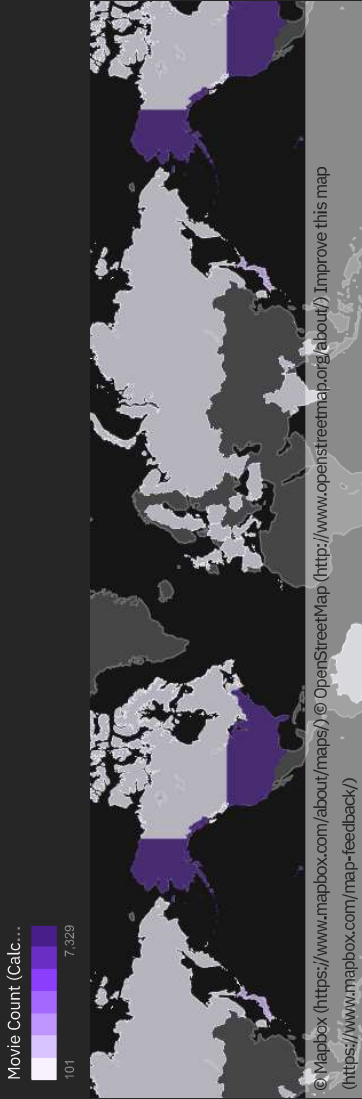 Movie Count (Calc...
101
7,329
© Mapbox (https://www.mapbox.com/about/maps/) © OpenStreetMap (http://www.openstreetmap.org/about/) Improve this map
(https://www.mapbox.com/map-feedback/)